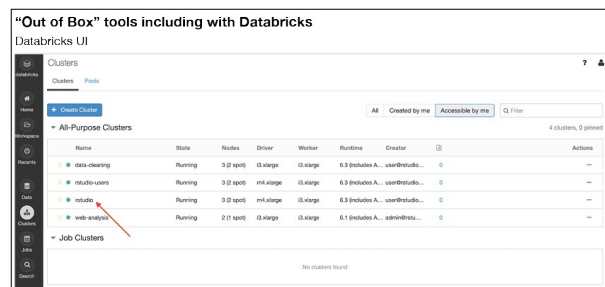 “Out of Box” tools including with Databricks
Databricks UI
databricks
Home
Workspace
Recents
Data
Clusters
Jobs
Search
Clusters
?
Clusters Pools
+ Create Cluster All Created by me Accessible by me Filter
All-Purpose Clusters 4 clusters, 0 pinned
Name State Nodes Driver Worker Runtime Creator Actions
data-cleaning Running 3 (2 spot) i3.xlarge i3.xlarge 6.3 (includes A... user@rstudio... 0 ...
rstudio-users Running 3 (2 spot) m4.xlarge i3.xlarge 6.3 (includes A... user@rstudio... 0 ...
rstudio Running 3 (2 spot) m4.xlarge i3.xlarge 6.3 (includes A... user@rstudio... 0 ...
web-analysis Running 2 (1 spot) i3.xlarge i3.xlarge 6.1 (includes A... admin@rstu... 0 ...
Job Clusters
No clusters found